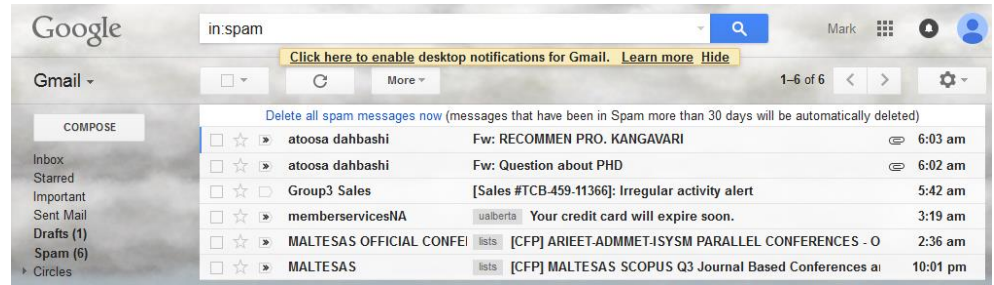 Google in:spam Mark
Click here to enable desktop notifications for Gmail. Learn more Hide
Gmail More 1–6 of 6
Delete all spam messages now (messages that have been in Spam more than 30 days will be automatically deleted)
COMPOSE
atoosa dahbashi Fw: RECOMMEN PRO. KANGAVARI 6:03 am
Inbox
atoosa dahbashi Fw: Question about PHD 6:02 am
Starred
Group3 Sales [Sales #TCB-459-11366]: Irregular activity alert 5:42 am
Important
Sent Mail
memberservicesNA ualberta Your credit card will expire soon. 3:19 am
Drafts (1)
MALTESAS OFFICIAL CONFE lists [CFP] ARIEET-ADMMET-ISYSM PARALLEL CONFERENCES - O 2:36 am
Spam (6)
MALTESAS lists [CFP] MALTESAS SCOPUS Q3 Journal Based Conferences a 10:01 pm
Circles